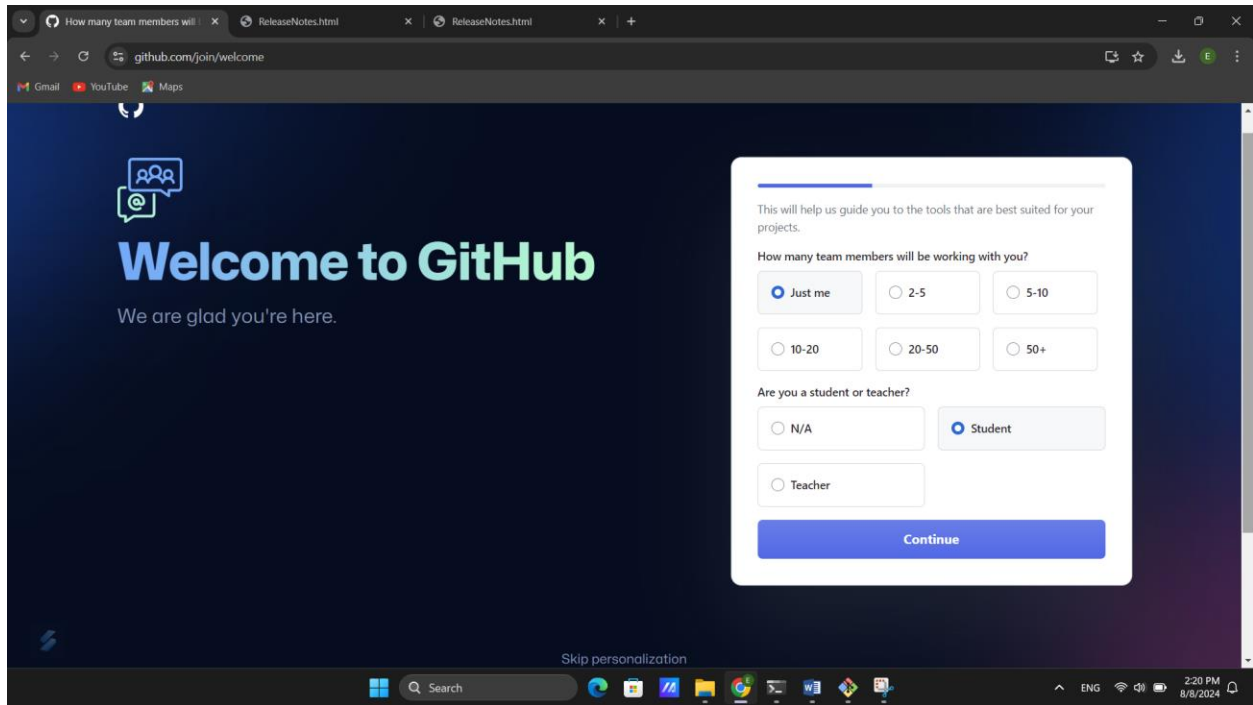 How many team members will
ReleaseNotes.html
ReleaseNotes.html
github.com/join/welcome
E
Gmail
YouTube
Maps
Welcome to GitHub
We are glad you're here.
This will help us guide you to the tools that are best suited for your
projects.
How many team members will be working with you?
Just me
2-5
5-10
10-20
20-50
50+
Are you a student or teacher?
N/A
Student
Teacher
Continue
Skip personalization
Search
ENG
2:20 PM
8/8/2024